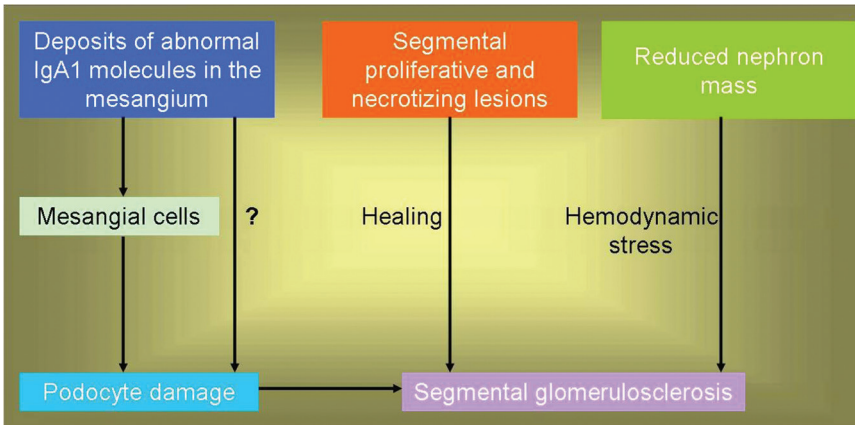 Deposits of abnormal
IgA1 molecules in the
mesangium
Segmental
proliferative and
necrotizing lesions
Reduced nephron
mass
Mesangial cells
?
Healing
Hemodynamic
stress
Podocyte damage
Segmental glomerulosclerosis